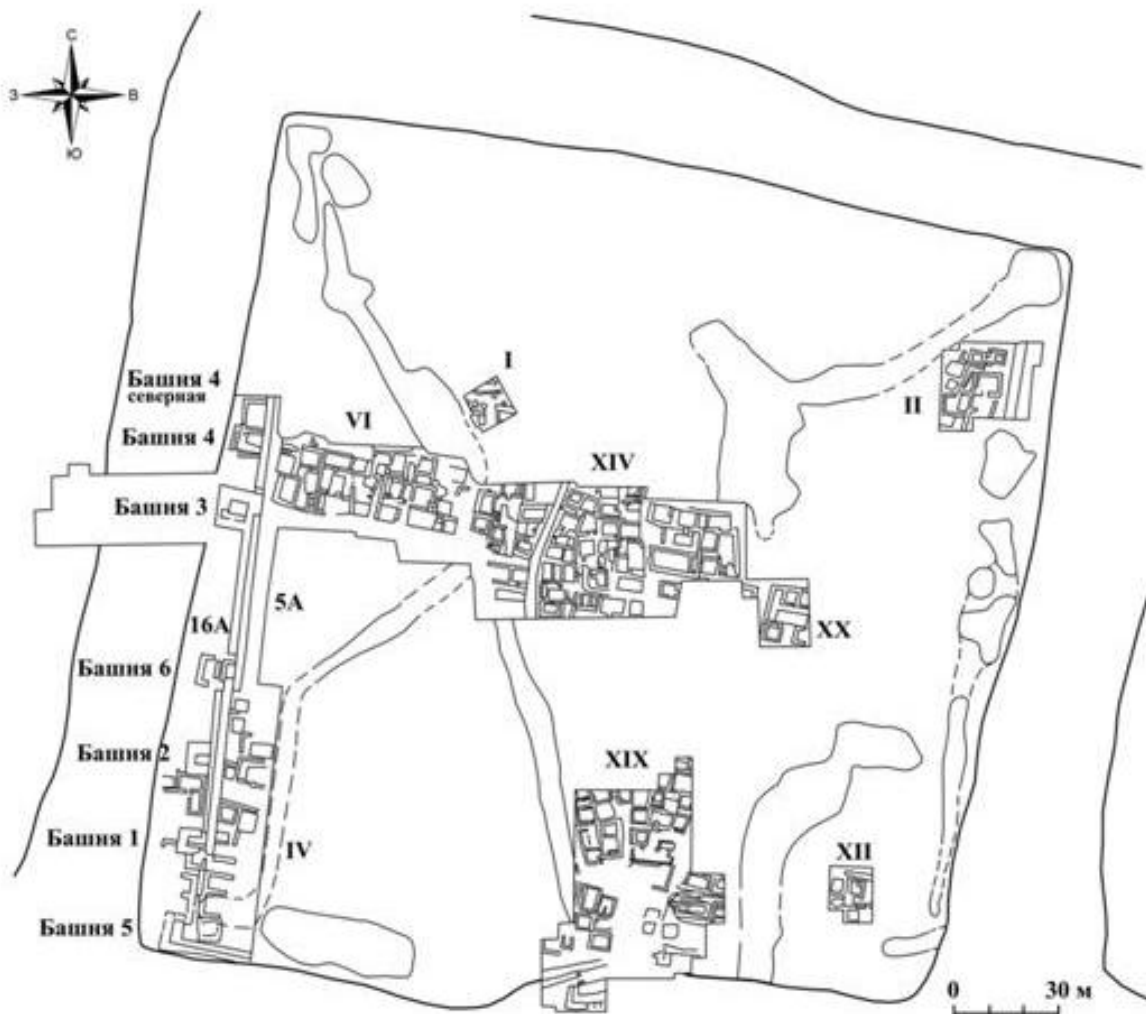 С
З
В
Ю
I
Башня 4
северная
VI
II
Башня 4
XIV
Башня 3
5А
16А
XX
Башня 6
Башня 2
XIX
Башня 1
IV
XII
Башня 5
0
30 м